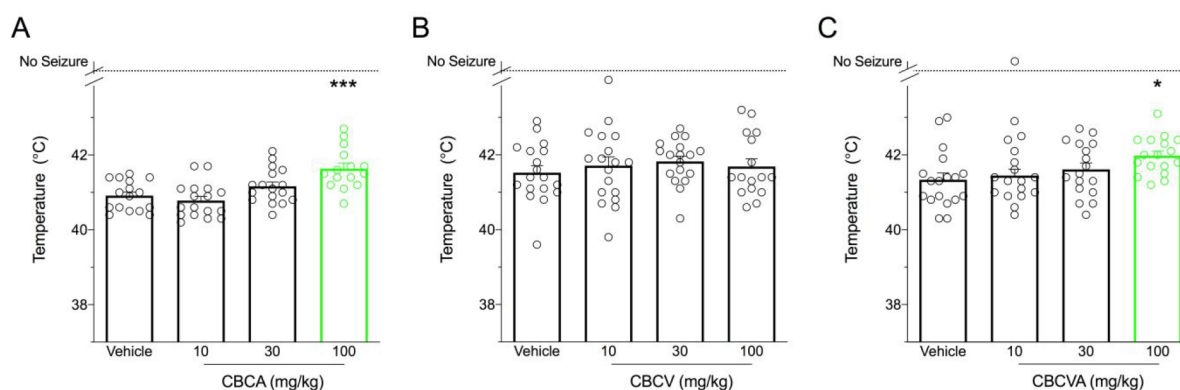 A
No Seizure
***
Temperature (°C)
42
40
38
Vehicle 10 30 100
CBCA (mg/kg)
B
No Seizure
Temperature (°C)
42
40
38
Vehicle 10 30 100
CBCV (mg/kg)
C
No Seizure
*
Temperature (°C)
42
40
38
Vehicle 10 30 100
CBCVA (mg/kg)